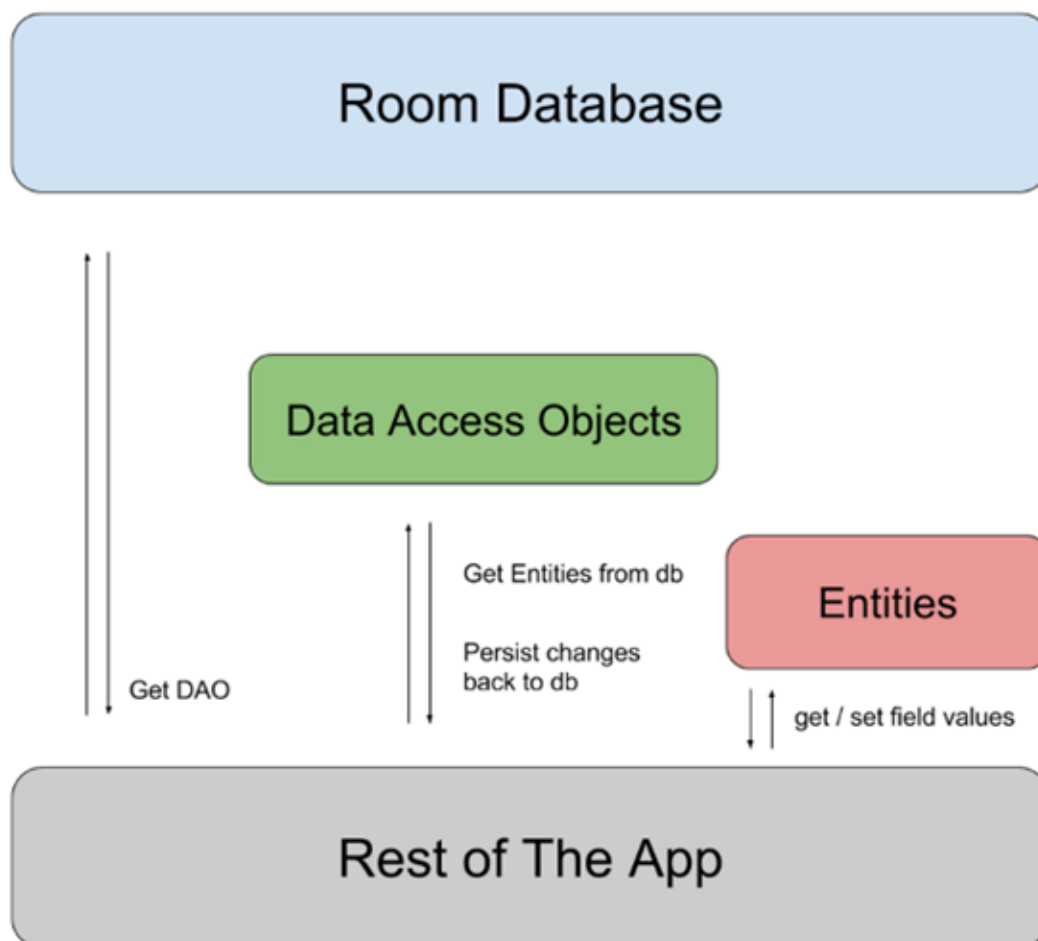 Room Database
Data Access Objects
Get Entities from db
Entities
Persist changes
back to db
Get DAO
get / set field values
Rest of The App